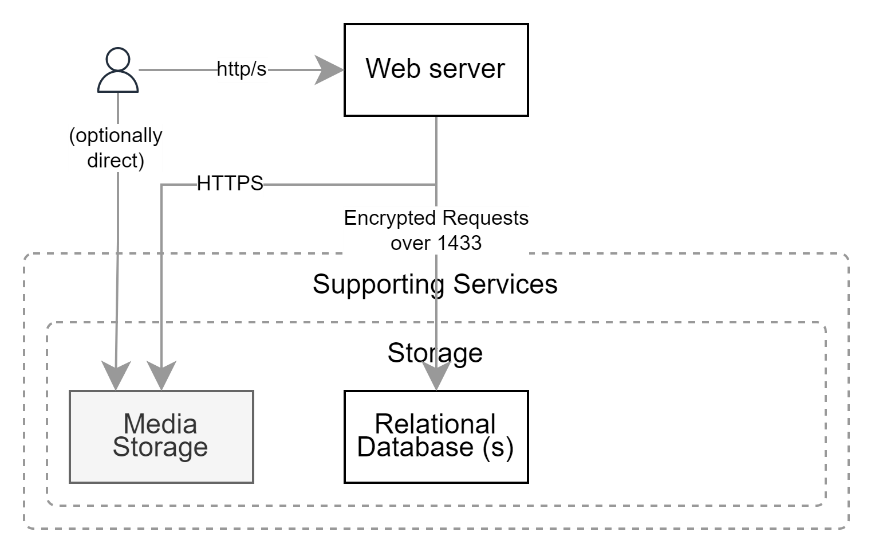 http/s
Web server
(optionally
direct)
HTTPS
Encrypted Requests
over 1433
Supporting Services
Storage
Media
Storage
Relational
Database (s)